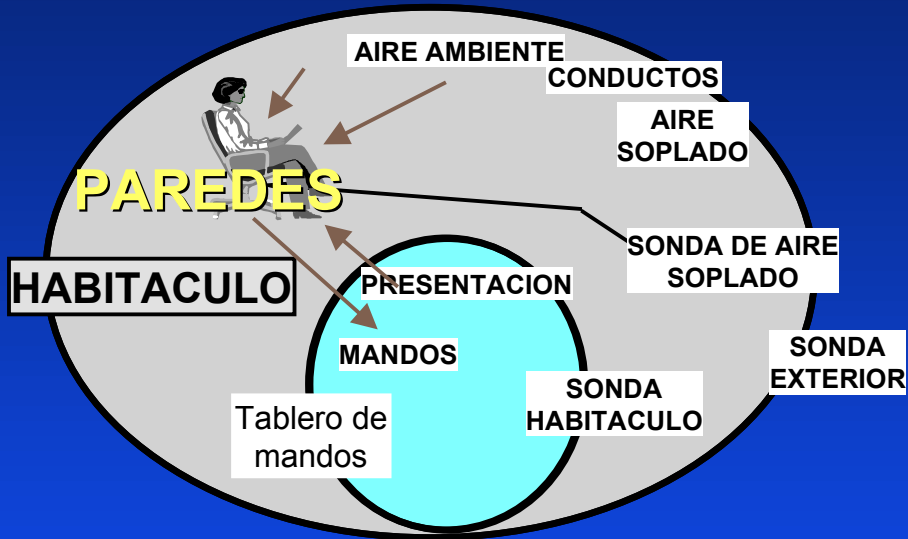 AIRE AMBIENTE
CONDUCTOS
AIRE
SOPLADO
PAREDES
SONDA DE AIRE
SOPLADO
HABITACULO
PRESENTACION
MANDOS
SONDA
EXTERIOR
SONDA
HABITACULO
Tablero de
mandos